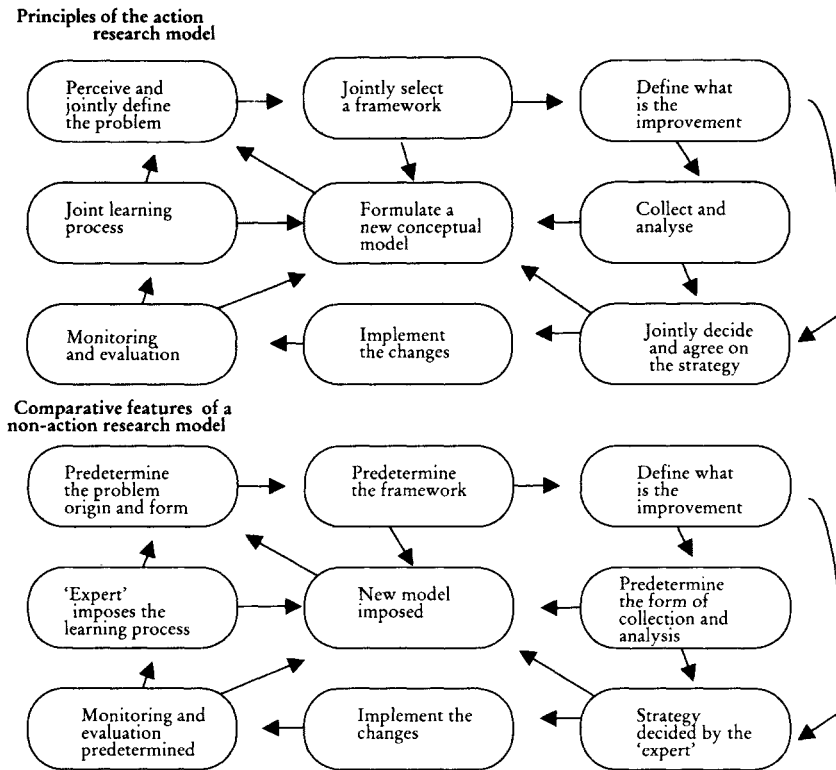 Principles of the action
research model
Perceive and
jointly define
the problem
Jointly select
a framework
Define what
is the
improvement
Joint learning
process
Formulate a
new conceptual
model
Collect and
analyse
Monitoring
and evaluation
Implement
the changes
Jointly decide
and agree on
the strategy
Comparative features of a
non-action research model
Predetermine
the problem
origin and form
Predetermine
the framework
Define what
is the
improvement
'Expert'
imposes the
learning process
New model
imposed
Predetermine
the form of
collection and
analysis
Monitoring and
evaluation
predetermined
Implement the
changes
Strategy
decided by the
'expert'